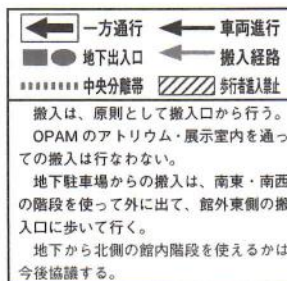 一方通行 車両進行
地下出入口 搬入経路
中央分離帯 歩行者進入禁止
搬入は、原則として搬入口から行う。
OPAMのアトリウム・展示室内を通っ
ての搬入は行なわない。
地下駐車場からの搬入は、南東・南西
の階段を使って外に出て、館外東側の搬
入口に歩いて行く。
地下から北側の館内階段を使えるかは
今後協議する。